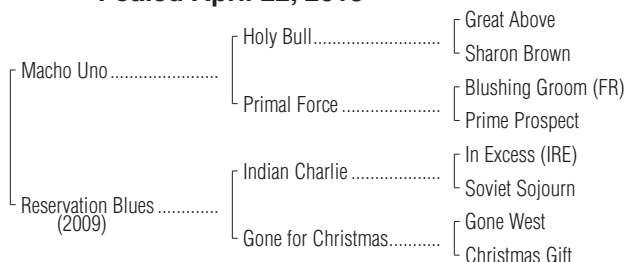 Foaled April 22,
Great Above
Holy Bull
Sharon Brown
Macho Uno
Blushing Groom (FR)
Primal Force
Prime Prospect
In Excess (IRE)
Indian Charlie
Soviet Sojourn
Reservation Blues
(2009)
Gone West
Gone for Christmas
Christmas Gift